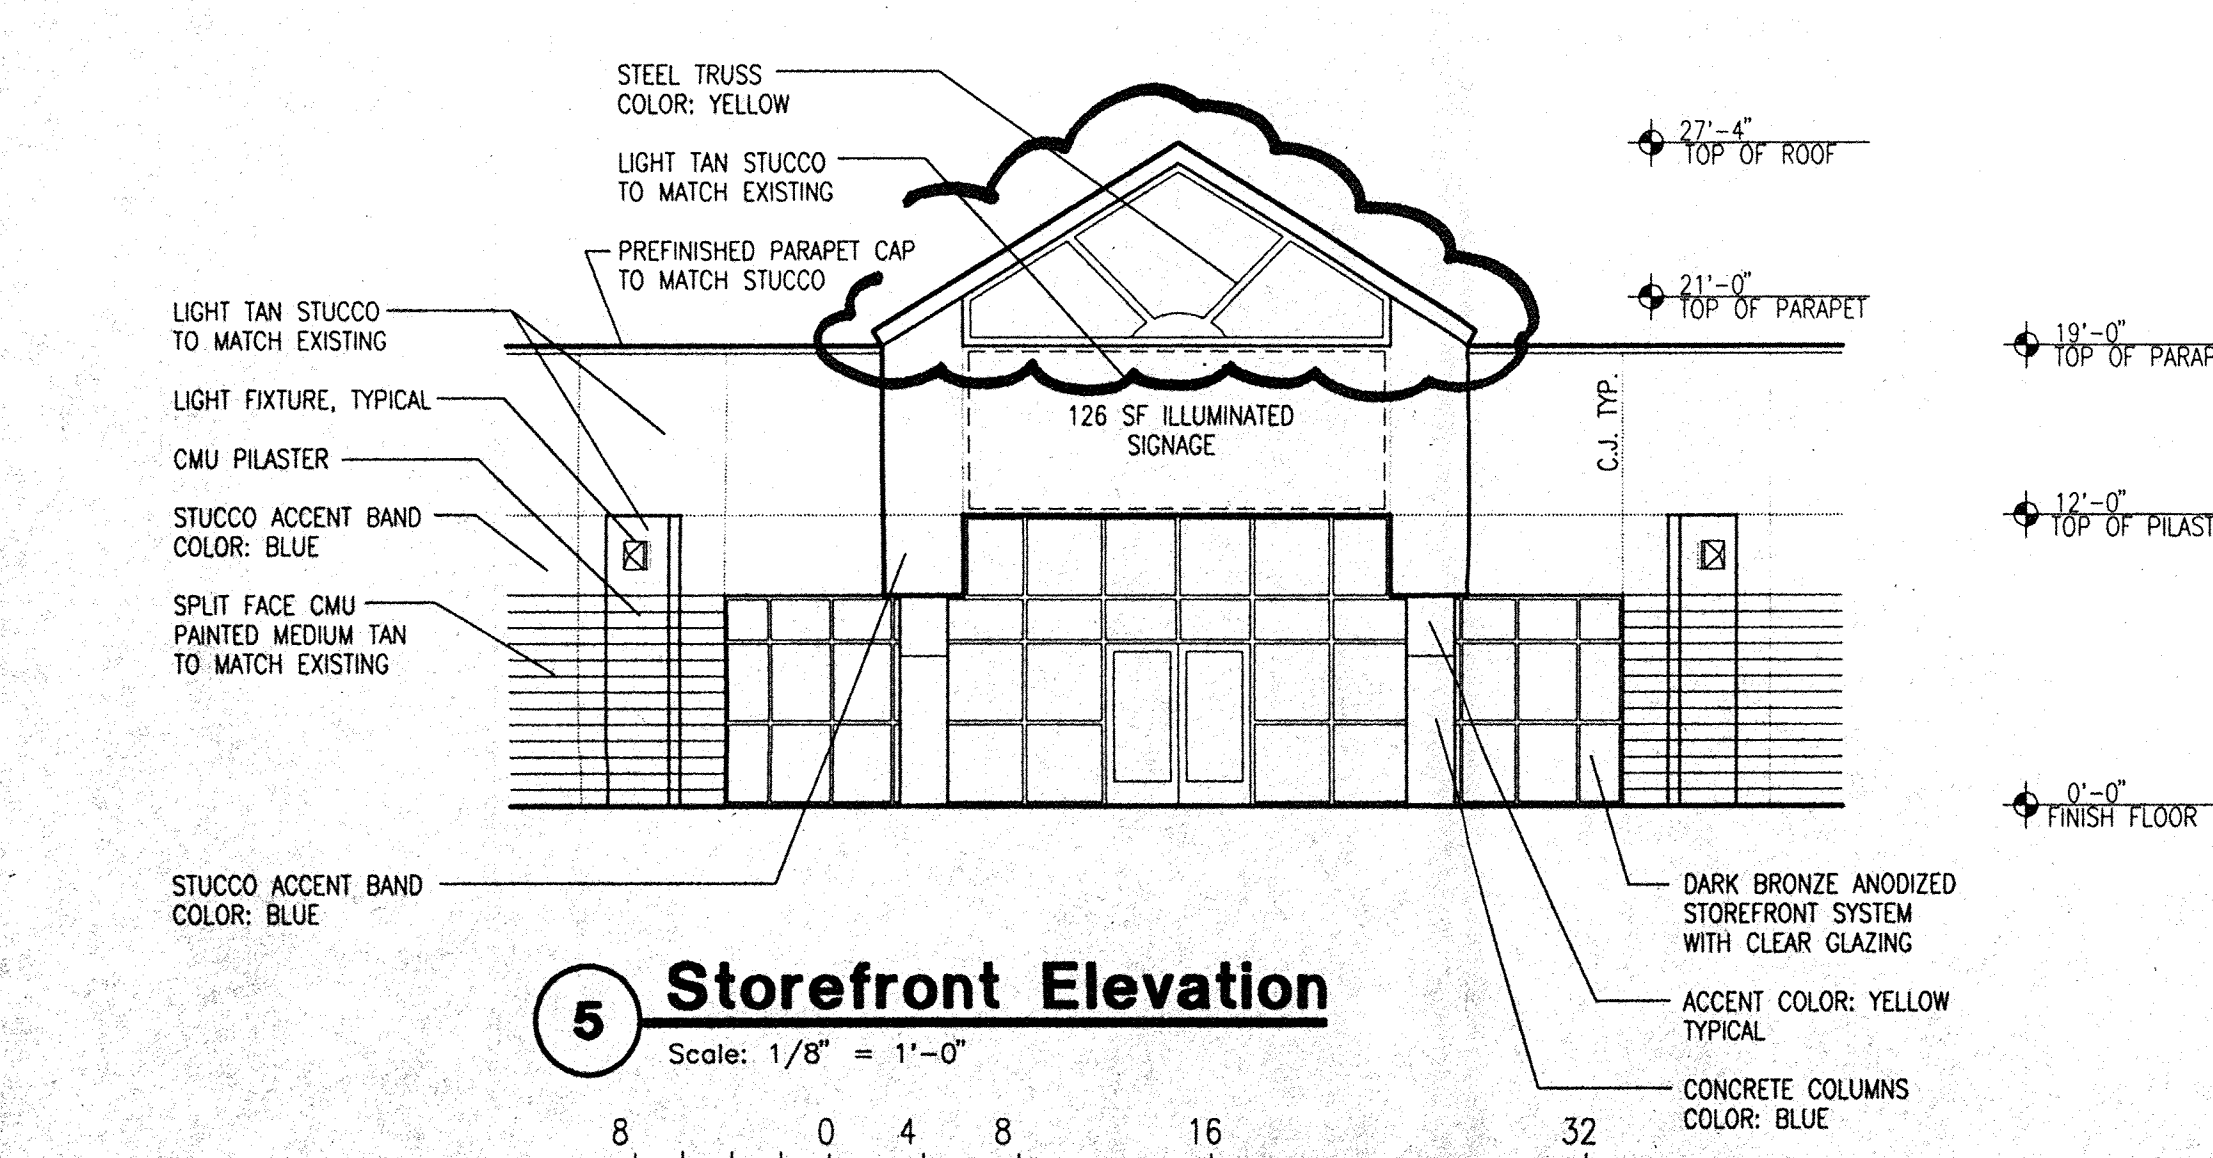 STEEL TRUSS
COLOR: YELLOW
LIGHT TAN STUCCO
TO MATCH EXISTING
PREFINISHED PARAPET CAP
TO MATCH STUCCO
LIGHT TAN STUCCO
TO MATCH EXISTING
LIGHT FIXTURE, TYPICAL
CMU PILASTER
STUCCO ACCENT BAND
COLOR: BLUE
SPLIT FACE CMU
PAINTED MEDIUM TAN
TO MATCH EXISTING
STUCCO ACCENT BAND
COLOR: BLUE
126 SF ILLUMINATED
SIGNAGE
C.J. TYP.
27'-4"
TOP OF ROOF
21'-0"
TOP OF PARAPET
19'-0"
TOP OF PARAP
12'-0"
TOP OF PILAST
0'-0"
FINISH FLOOR
DARK BRONZE ANODIZED
STOREFRONT SYSTEM
WITH CLEAR GLAZING
ACCENT COLOR: YELLOW
TYPICAL
CONCRETE COLUMNS
COLOR: BLUE
5 Storefront Elevation
Scale: 1/8" = 1'-0"
8 0 4 8 16 32